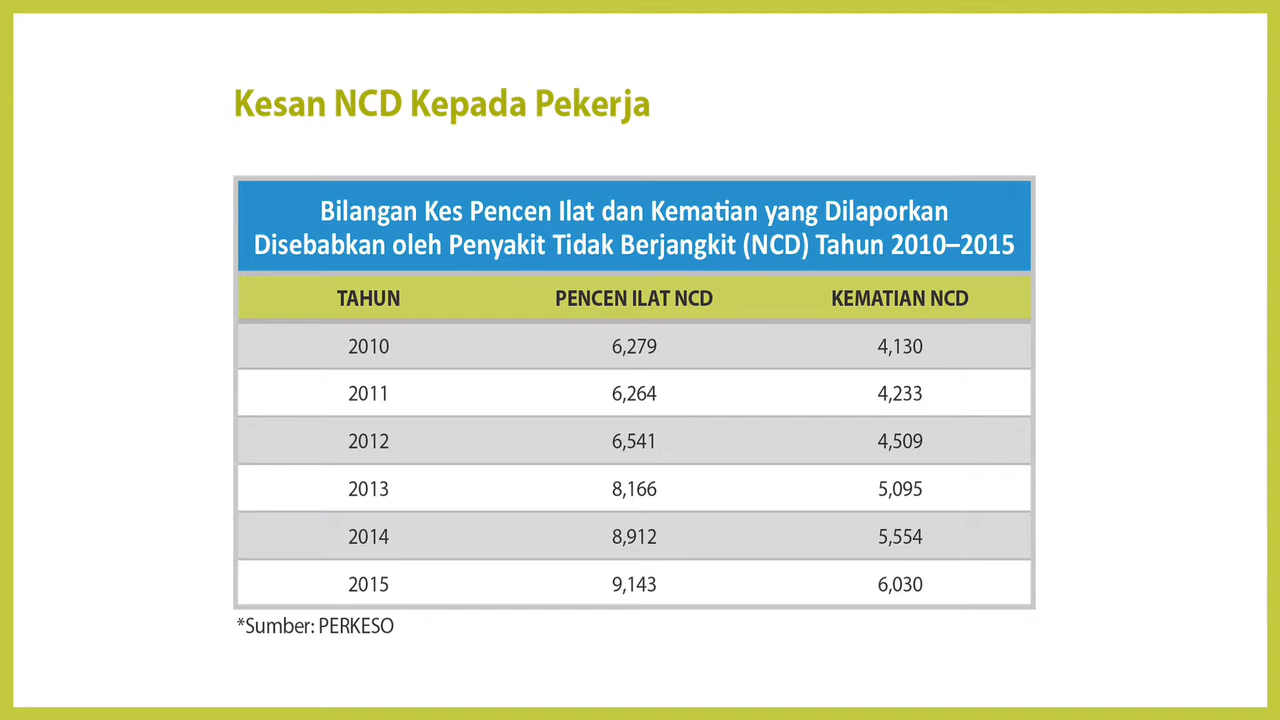 Kesan NCD Kepada Pekerja
Bilangan Kes Pencen Ilat dan Kematian yang Dilaporkan
Disebabkan oleh Penyakit Tidak Berjangkit (NCD) Tahun 2010–2015
TAHUN PENCEN ILAT NCD KEMATIAN NCD
2010 6,279 4,130
2011 6,264 4,233
2012 6,541 4,509
2013 8,166 5,095
2014 8,912 5,554
2015 9,143 6,030
*Sumber: PERKESO